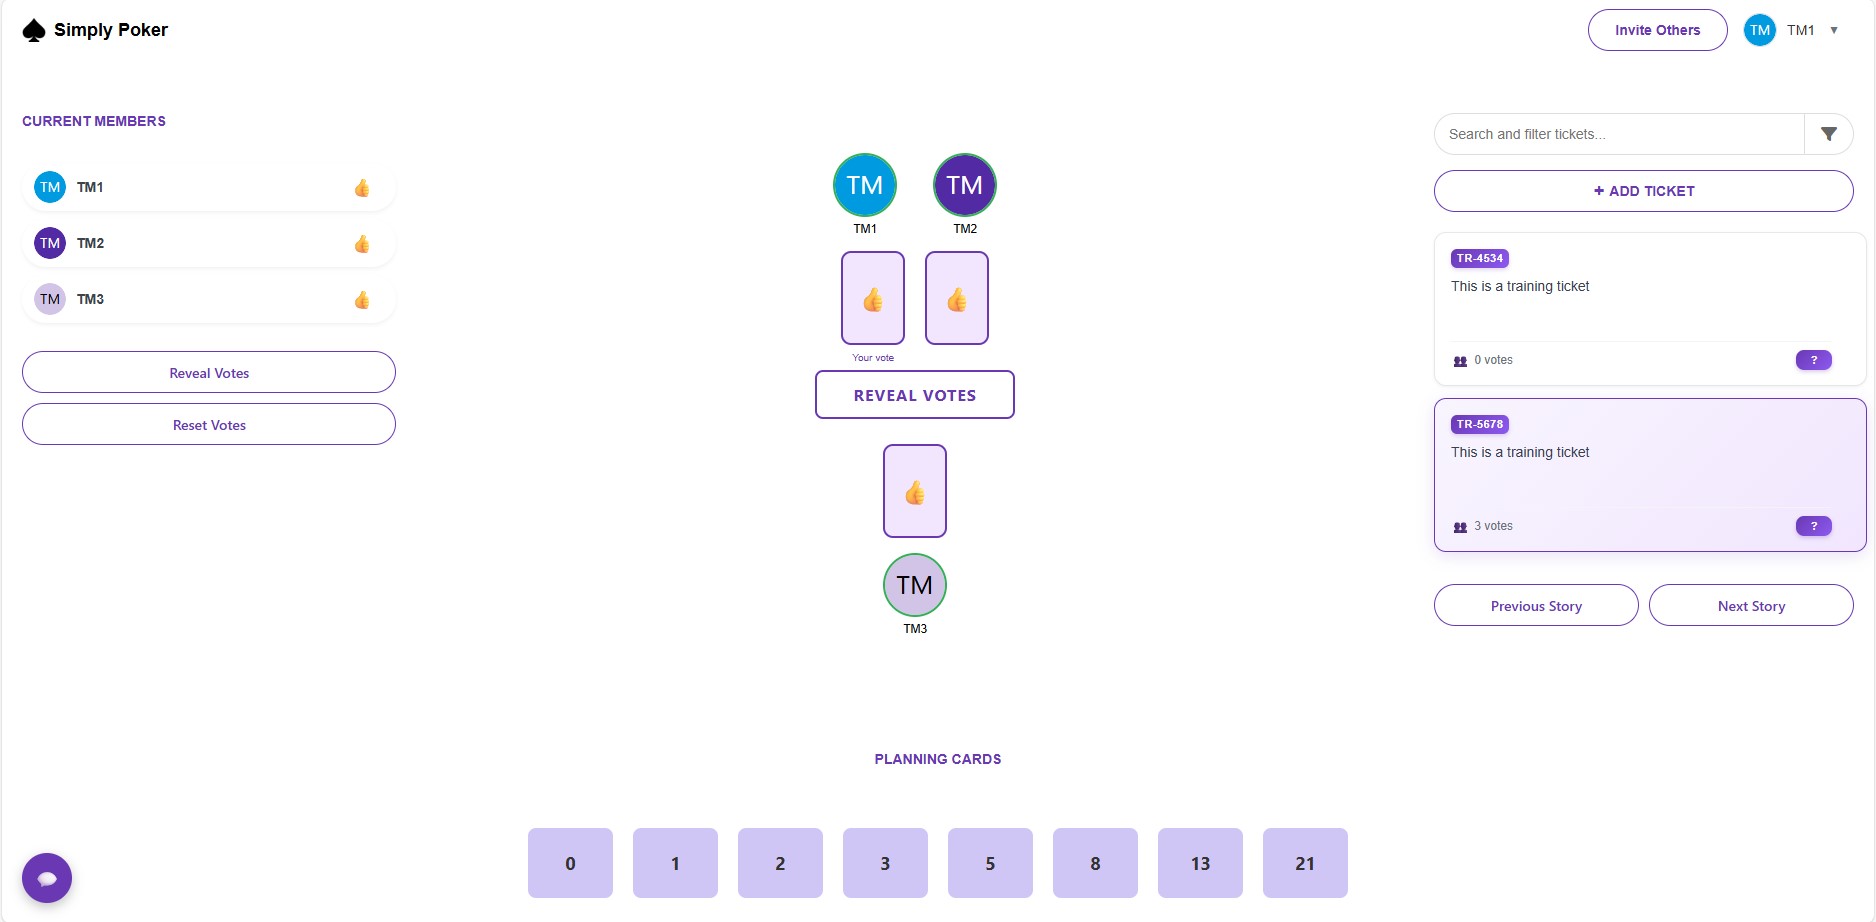 Simply Poker
Invite Others
TM
TM1
CURRENT MEMBERS
TM
TM1
TM
TM2
TM
TM3
Reveal Votes
Reset Votes
TM
TM
TM1
TM2
Your vote
REVEAL VOTES
TM
TM3
Search and filter tickets...
+ ADD TICKET
TR-4534
This is a training ticket
0 votes
?
TR-5678
This is a training ticket
3 votes
?
Previous Story
Next Story
PLANNING CARDS
0
1
2
3
5
8
13
21